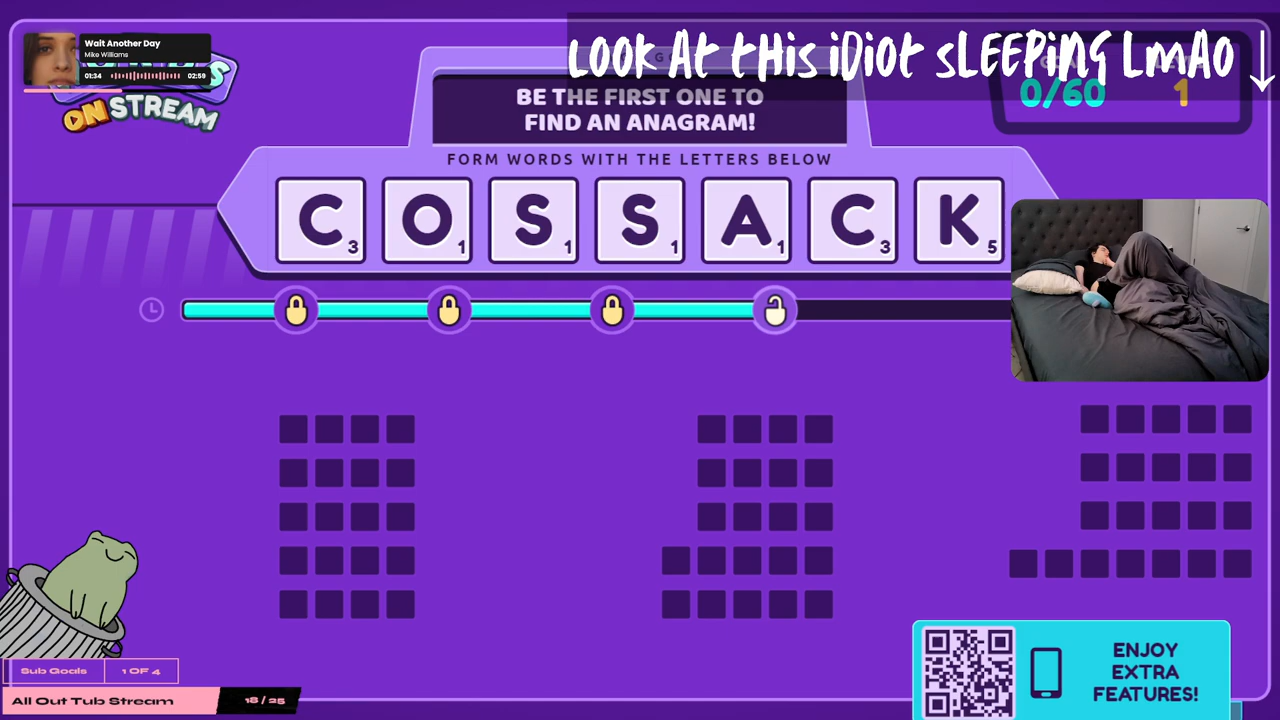 Wait Another Day
Mike Williams
01:34
02:59
ON STREAM
LOOK At tHis iDiOt sLEEPiNG LmAO
BE THE FIRST ONE TO
FIND AN ANAGRAM!
0/60
1
FORM WORDS WITH THE LETTERS BELOW
C3 O1 S1 S1 A1 C3 K5
Sub Goals
1 OF 4
All Out Tub Stream
18 / 25
ENJOY
EXTRA
FEATURES!